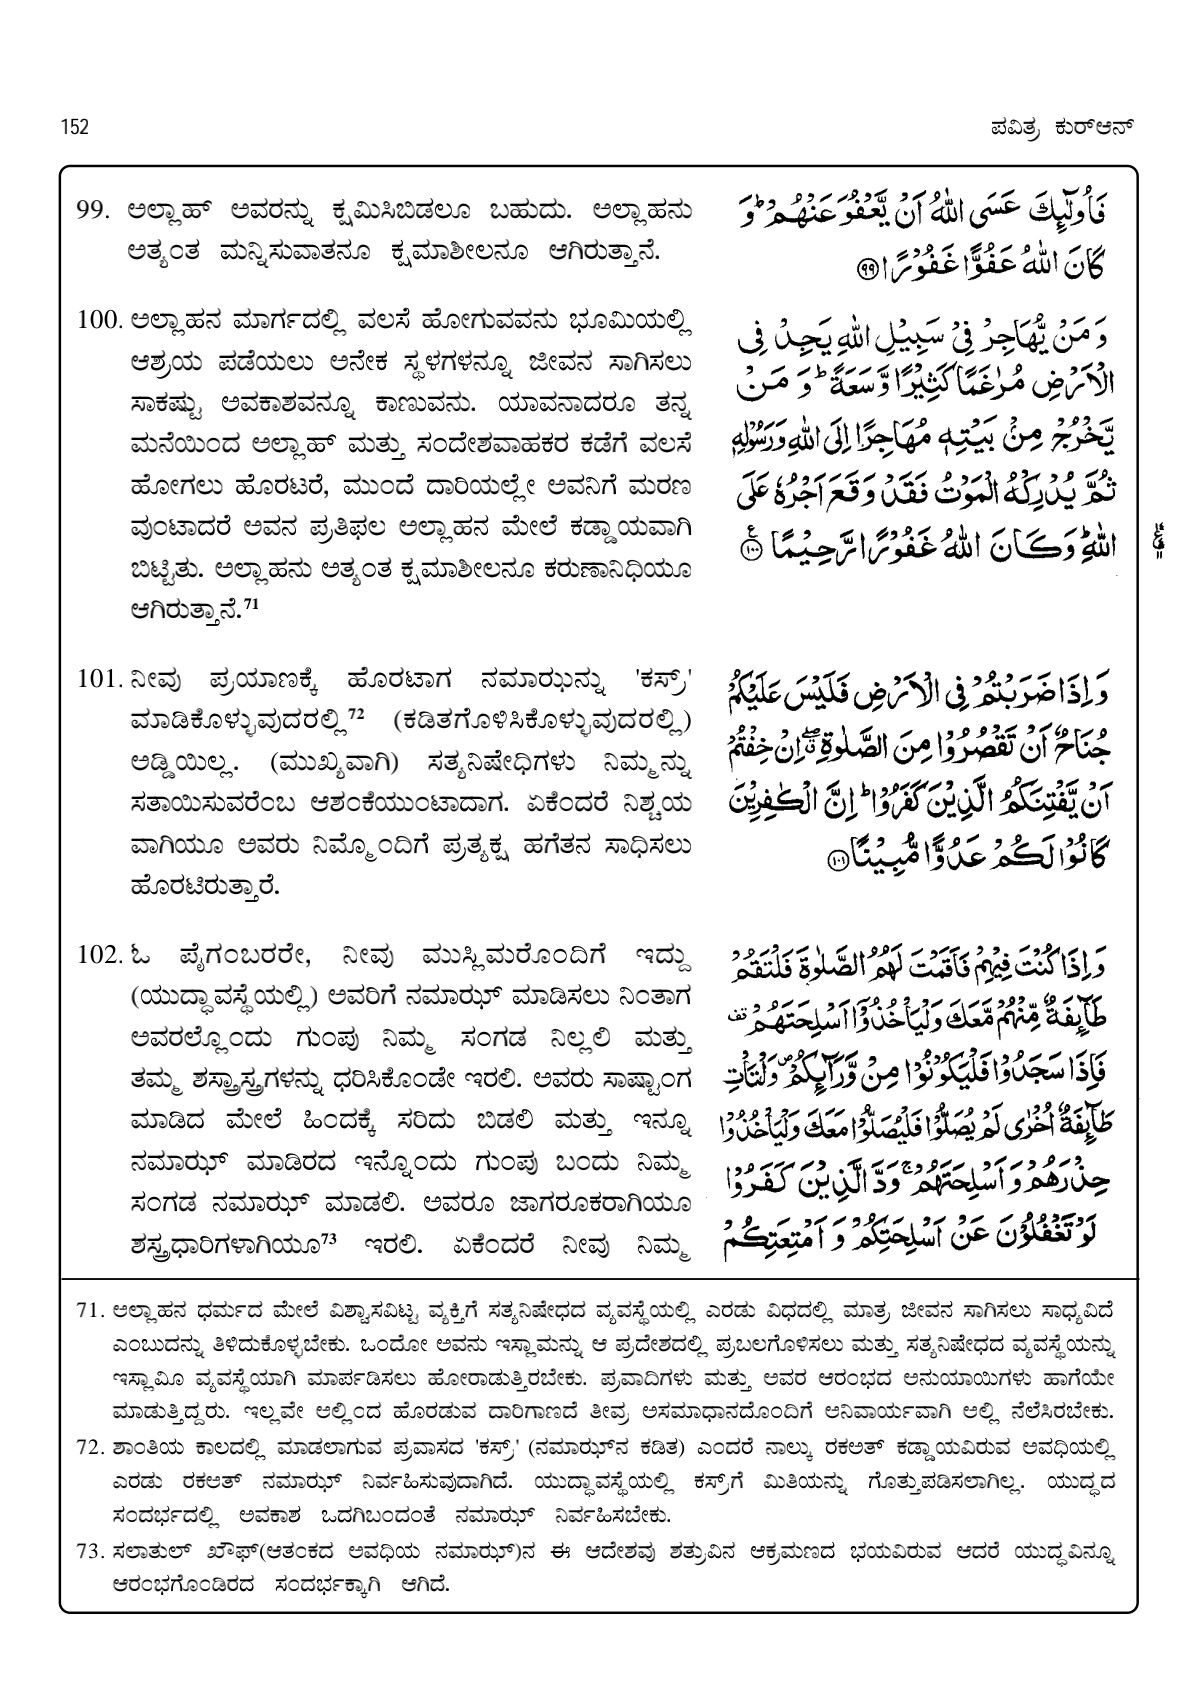 152
ಪವಿತ್ರ ಕುರ್‌ಆನ್
99. ಅಲ್ಲಾಹ್ ಅವರನ್ನು ಕ್ಷಮಿಸಿಬಿಡಲೂ ಬಹುದು. ಅಲ್ಲಾಹನು
ಅತ್ಯಂತ ಮನ್ನಿಸುವಾತನೂ ಕ್ಷಮಾಶೀಲನೂ ಆಗಿರುತ್ತಾನೆ.
فَأُولَٰئِكَ عَسَى اللّٰهُ اَنْ يَّعْفُوَ عَنْهُمْ ؕ وَ
كَانَ اللّٰهُ عَفُوًّا غَفُوْرًا ﴿۹۹﴾
100. ಅಲ್ಲಾಹನ ಮಾರ್ಗದಲ್ಲಿ ವಲಸೆ ಹೋಗುವವನು ಭೂಮಿಯಲ್ಲಿ
ಆಶ್ರಯ ಪಡೆಯಲು ಅನೇಕ ಸ್ಥಳಗಳನ್ನೂ ಜೀವನ ಸಾಗಿಸಲು
ಸಾಕಷ್ಟು ಅವಕಾಶವನ್ನೂ ಕಾಣುವನು. ಯಾವನಾದರೂ ತನ್ನ
ಮನೆಯಿಂದ ಅಲ್ಲಾಹ್ ಮತ್ತು ಸಂದೇಶವಾಹಕರ ಕಡೆಗೆ ವಲಸೆ
ಹೋಗಲು ಹೊರಟರೆ, ಮುಂದೆ ದಾರಿಯಲ್ಲೇ ಅವನಿಗೆ ಮರಣ
ವುಂಟಾದರೆ ಅವನ ಪ್ರತಿಫಲ ಅಲ್ಲಾಹನ ಮೇಲೆ ಕಡ್ಡಾಯವಾಗಿ
ಬಿಟ್ಟಿತು. ಅಲ್ಲಾಹನು ಅತ್ಯಂತ ಕ್ಷಮಾಶೀಲನೂ ಕರುಣಾನಿಧಿಯೂ
ಆಗಿರುತ್ತಾನೆ.71
وَ مَنْ يُّهَاجِرْ فِيْ سَبِيْلِ اللّٰهِ يَجِدْ فِي
الْاَرْضِ مُرٰغَمًا كَثِيْرًا وَّسَعَةً ؕ وَ مَنْ
يَّخْرُجْ مِنْۢ بَيْتِهٖ مُهَاجِرًا اِلَى اللّٰهِ وَرَسُوْلِهٖ
ثُمَّ يُدْرِكْهُ الْمَوْتُ فَقَدْ وَقَعَ اَجْرُهٗ عَلَى
اللّٰهِ ؕ وَ كَانَ اللّٰهُ غَفُوْرًا رَّحِيْمًا ﴿۱۰۰﴾
101. ನೀವು ಪ್ರಯಾಣಕ್ಕೆ ಹೊರಟಾಗ ನಮಾಝನ್ನು 'ಕಸ್ರ್'
ಮಾಡಿಕೊಳ್ಳುವುದರಲ್ಲಿ72 (ಕಡಿತಗೊಳಿಸಿಕೊಳ್ಳುವುದರಲ್ಲಿ)
ಅಡ್ಡಿಯಿಲ್ಲ. (ಮುಖ್ಯವಾಗಿ) ಸತ್ಯನಿಷೇಧಿಗಳು ನಿಮ್ಮನ್ನು
ಸತಾಯಿಸುವರೆಂಬ ಆಶಂಕೆಯುಂಟಾದಾಗ. ಏಕೆಂದರೆ ನಿಶ್ಚಯ
ವಾಗಿಯೂ ಅವರು ನಿಮ್ಮೊಂದಿಗೆ ಪ್ರತ್ಯಕ್ಷ ಹಗೆತನ ಸಾಧಿಸಲು
ಹೊರಟಿರುತ್ತಾರೆ.
وَ اِذَا ضَرَبْتُمْ فِي الْاَرْضِ فَلَيْسَ عَلَيْكُمْ
جُنَاحٌ اَنْ تَقْصُرُوْا مِنَ الصَّلٰوةِ ۖ اِنْ خِفْتُمْ
اَنْ يَّفْتِنَكُمُ الَّذِيْنَ كَفَرُوْا ؕ اِنَّ الْكٰفِرِيْنَ
كَانُوْا لَكُمْ عَدُوًّا مُّبِيْنًا ﴿۱۰۱﴾
102. ಓ ಪೈಗಂಬರರೇ, ನೀವು ಮುಸ್ಲಿಮರೊಂದಿಗೆ ಇದ್ದು
(ಯುದ್ಧಾವಸ್ಥೆಯಲ್ಲಿ) ಅವರಿಗೆ ನಮಾಝ್ ಮಾಡಿಸಲು ನಿಂತಾಗ
ಅವರಲ್ಲೊಂದು ಗುಂಪು ನಿಮ್ಮ ಸಂಗಡ ನಿಲ್ಲಲಿ ಮತ್ತು
ತಮ್ಮ ಶಸ್ತ್ರಾಸ್ತ್ರಗಳನ್ನು ಧರಿಸಿಕೊಂಡೇ ಇರಲಿ. ಅವರು ಸಾಷ್ಟಾಂಗ
ಮಾಡಿದ ಮೇಲೆ ಹಿಂದಕ್ಕೆ ಸರಿದು ಬಿಡಲಿ ಮತ್ತು ಇನ್ನೂ
ನಮಾಝ್ ಮಾಡಿರದ ಇನ್ನೊಂದು ಗುಂಪು ಬಂದು ನಿಮ್ಮ
ಸಂಗಡ ನಮಾಝ್ ಮಾಡಲಿ. ಅವರೂ ಜಾಗರೂಕರಾಗಿಯೂ
ಶಸ್ತ್ರಧಾರಿಗಳಾಗಿಯೂ73 ಇರಲಿ. ಏಕೆಂದರೆ ನೀವು ನಿಮ್ಮ
وَ اِذَا كُنْتَ فِيْهِمْ فَاَقَمْتَ لَهُمُ الصَّلٰوةَ فَلْتَقُمْ
طَآئِفَةٌ مِّنْهُمْ مَّعَكَ وَلْيَاْخُذُوْٓا اَسْلِحَتَهُمْ
فَاِذَا سَجَدُوْا فَلْيَكُوْنُوْا مِنْ وَّرَآئِكُمْ وَلْتَاْتِ
طَآئِفَةٌ اُخْرٰى لَمْ يُصَلُّوْا فَلْيُصَلُّوْا مَعَكَ وَلْيَاْخُذُوْا
حِذْرَهُمْ وَ اَسْلِحَتَهُمْ ۚ وَدَّ الَّذِيْنَ كَفَرُوْا
لَوْ تَغْفُلُوْنَ عَنْ اَسْلِحَتِكُمْ وَ اَمْتِعَتِكُمْ
71. ಅಲ್ಲಾಹನ ಧರ್ಮದ ಮೇಲೆ ವಿಶ್ವಾಸವಿಟ್ಟ ವ್ಯಕ್ತಿಗೆ ಸತ್ಯನಿಷೇಧದ ವ್ಯವಸ್ಥೆಯಲ್ಲಿ ಎರಡು ವಿಧದಲ್ಲಿ ಮಾತ್ರ ಜೀವನ ಸಾಗಿಸಲು ಸಾಧ್ಯವಿದೆ
ಎಂಬುದನ್ನು ತಿಳಿದುಕೊಳ್ಳಬೇಕು. ಒಂದೋ ಅವನು ಇಸ್ಲಾಮನ್ನು ಆ ಪ್ರದೇಶದಲ್ಲಿ ಪ್ರಬಲಗೊಳಿಸಲು ಮತ್ತು ಸತ್ಯನಿಷೇಧದ ವ್ಯವಸ್ಥೆಯನ್ನು
ಇಸ್ಲಾಮೀ ವ್ಯವಸ್ಥೆಯಾಗಿ ಮಾರ್ಪಡಿಸಲು ಹೋರಾಡುತ್ತಿರಬೇಕು. ಪ್ರವಾದಿಗಳು ಮತ್ತು ಅವರ ಆರಂಭದ ಅನುಯಾಯಿಗಳು ಹಾಗೆಯೇ
ಮಾಡುತ್ತಿದ್ದರು. ಇಲ್ಲವೇ ಅಲ್ಲಿಂದ ಹೊರಡುವ ದಾರಿಗಾಣದೆ ತೀವ್ರ ಅಸಮಾಧಾನದೊಂದಿಗೆ ಅನಿವಾರ್ಯವಾಗಿ ಅಲ್ಲಿ ನೆಲೆಸಿರಬೇಕು.
72. ಶಾಂತಿಯ ಕಾಲದಲ್ಲಿ ಮಾಡಲಾಗುವ ಪ್ರವಾಸದ 'ಕಸ್ರ್' (ನಮಾಝ್‌ನ ಕಡಿತ) ಎಂದರೆ ನಾಲ್ಕು ರಕಅತ್ ಕಡ್ಡಾಯವಿರುವ ಅವಧಿಯಲ್ಲಿ
ಎರಡು ರಕಅತ್ ನಮಾಝ್ ನಿರ್ವಹಿಸುವುದಾಗಿದೆ. ಯುದ್ಧಾವಸ್ಥೆಯಲ್ಲಿ ಕಸ್ರ್‌ಗೆ ಮಿತಿಯನ್ನು ಗೊತ್ತುಪಡಿಸಲಾಗಿಲ್ಲ. ಯುದ್ಧದ
ಸಂದರ್ಭದಲ್ಲಿ ಅವಕಾಶ ಒದಗಿಬಂದಂತೆ ನಮಾಝ್ ನಿರ್ವಹಿಸಬೇಕು.
73. ಸಲಾತುಲ್ ಖೌಫ್(ಆತಂಕದ ಅವಧಿಯ ನಮಾಝ್)ನ ಈ ಆದೇಶವು ಶತ್ರುವಿನ ಆಕ್ರಮಣದ ಭಯವಿರುವ ಆದರೆ ಯುದ್ಧವಿನ್ನೂ
ಆರಂಭಗೊಂಡಿರದ ಸಂದರ್ಭಕ್ಕಾಗಿ ಆಗಿದೆ.